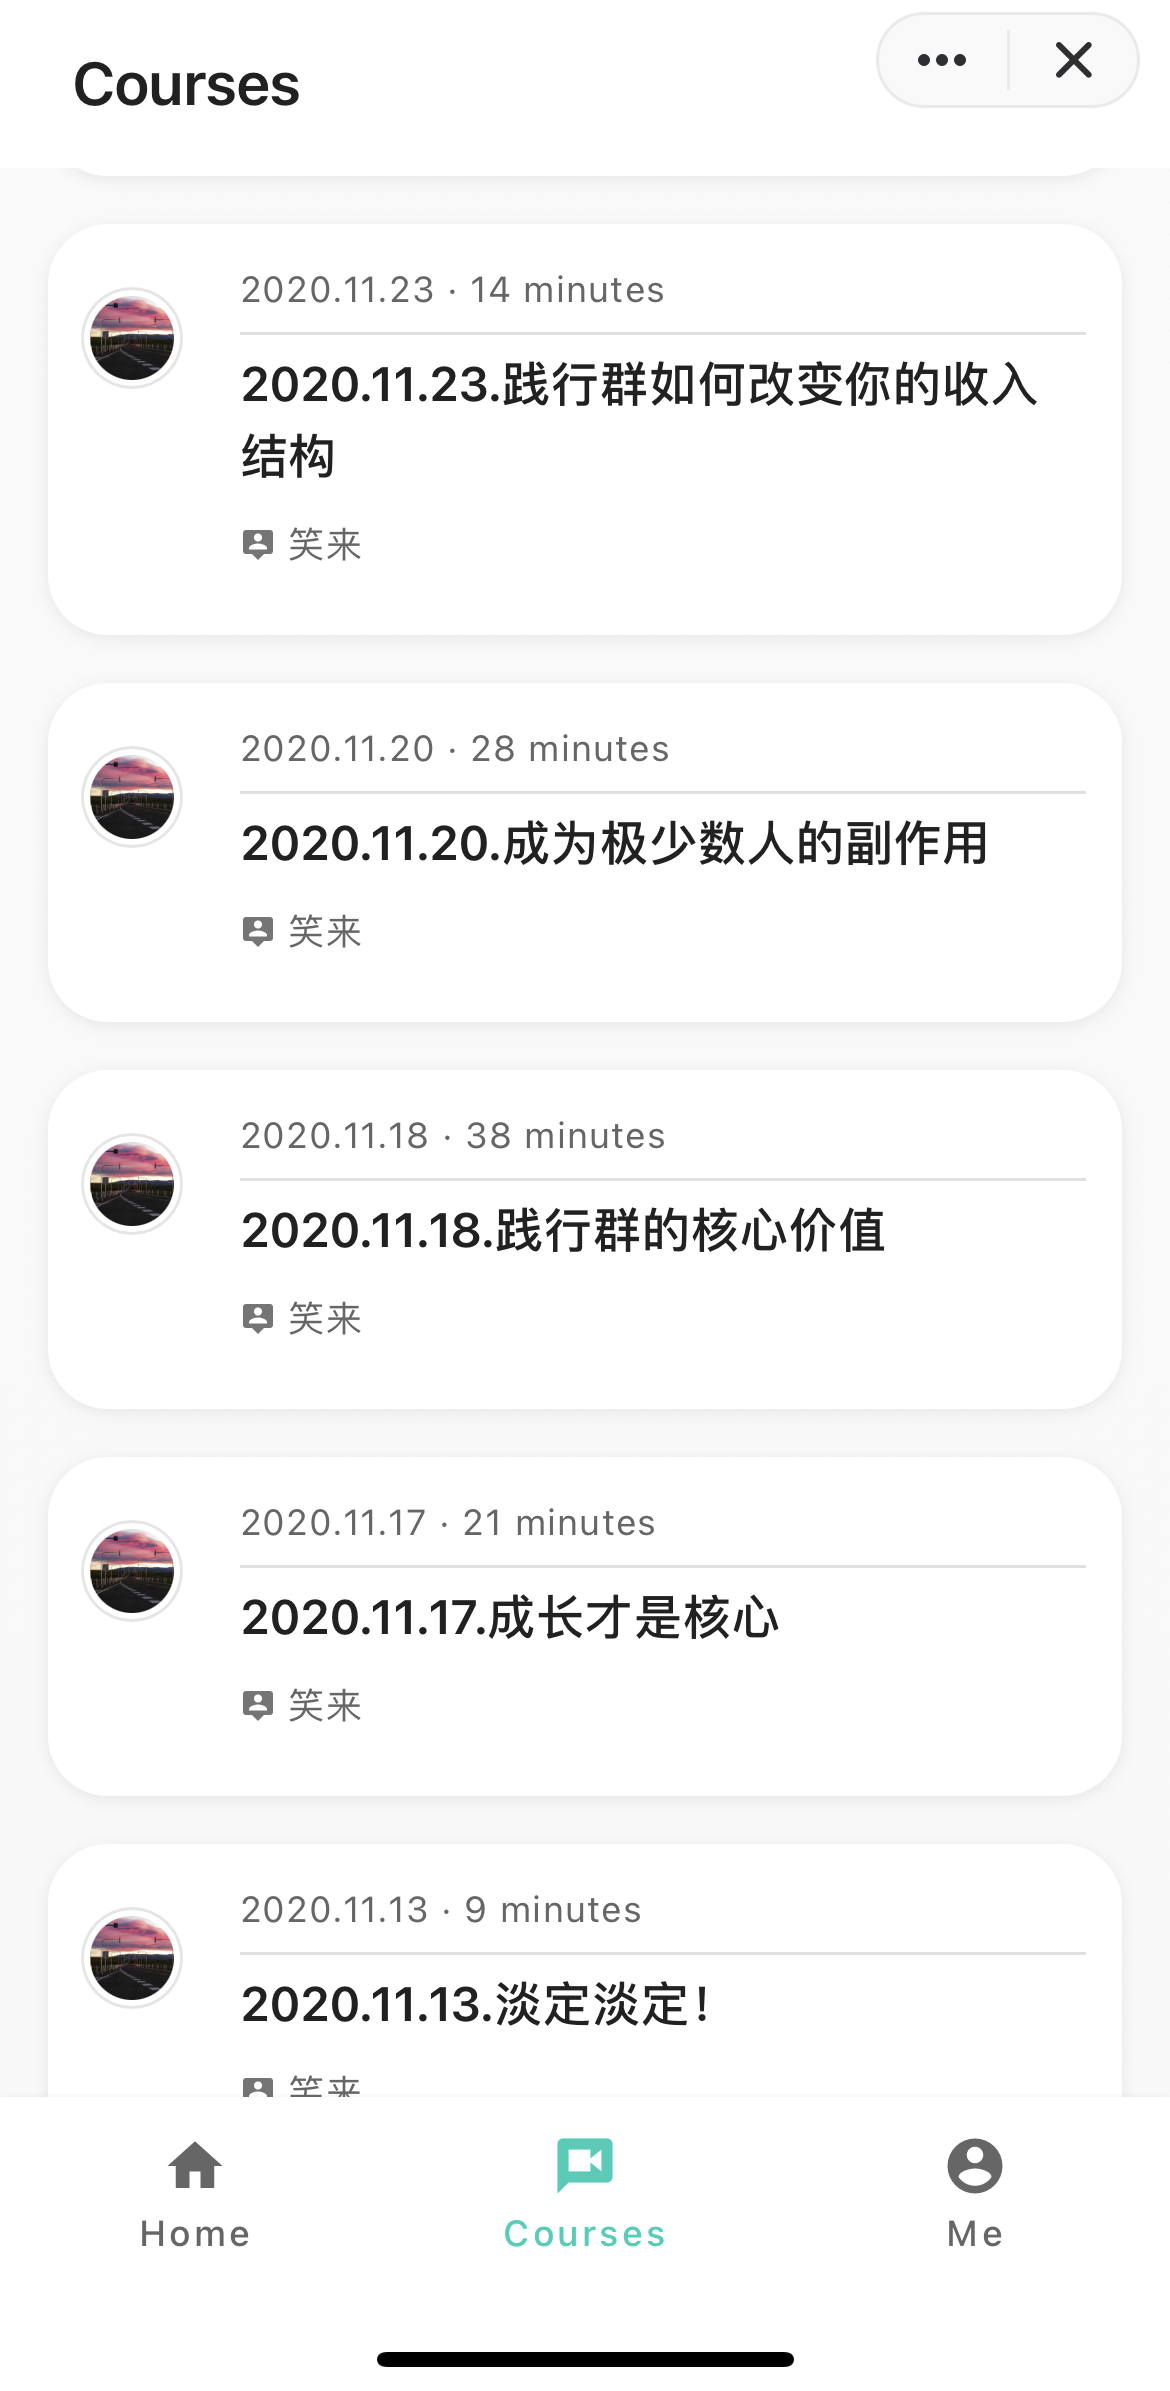 Courses
2020.11.23 · 14 minutes
2020.11.23.践行群如何改变你的收入
结构
笑来
2020.11.20 · 28 minutes
2020.11.20.成为极少数人的副作用
笑来
2020.11.18 · 38 minutes
2020.11.18.践行群的核心价值
笑来
2020.11.17 · 21 minutes
2020.11.17.成长才是核心
笑来
2020.11.13 · 9 minutes
2020.11.13.淡定淡定！
笑来
Home
Courses
Me